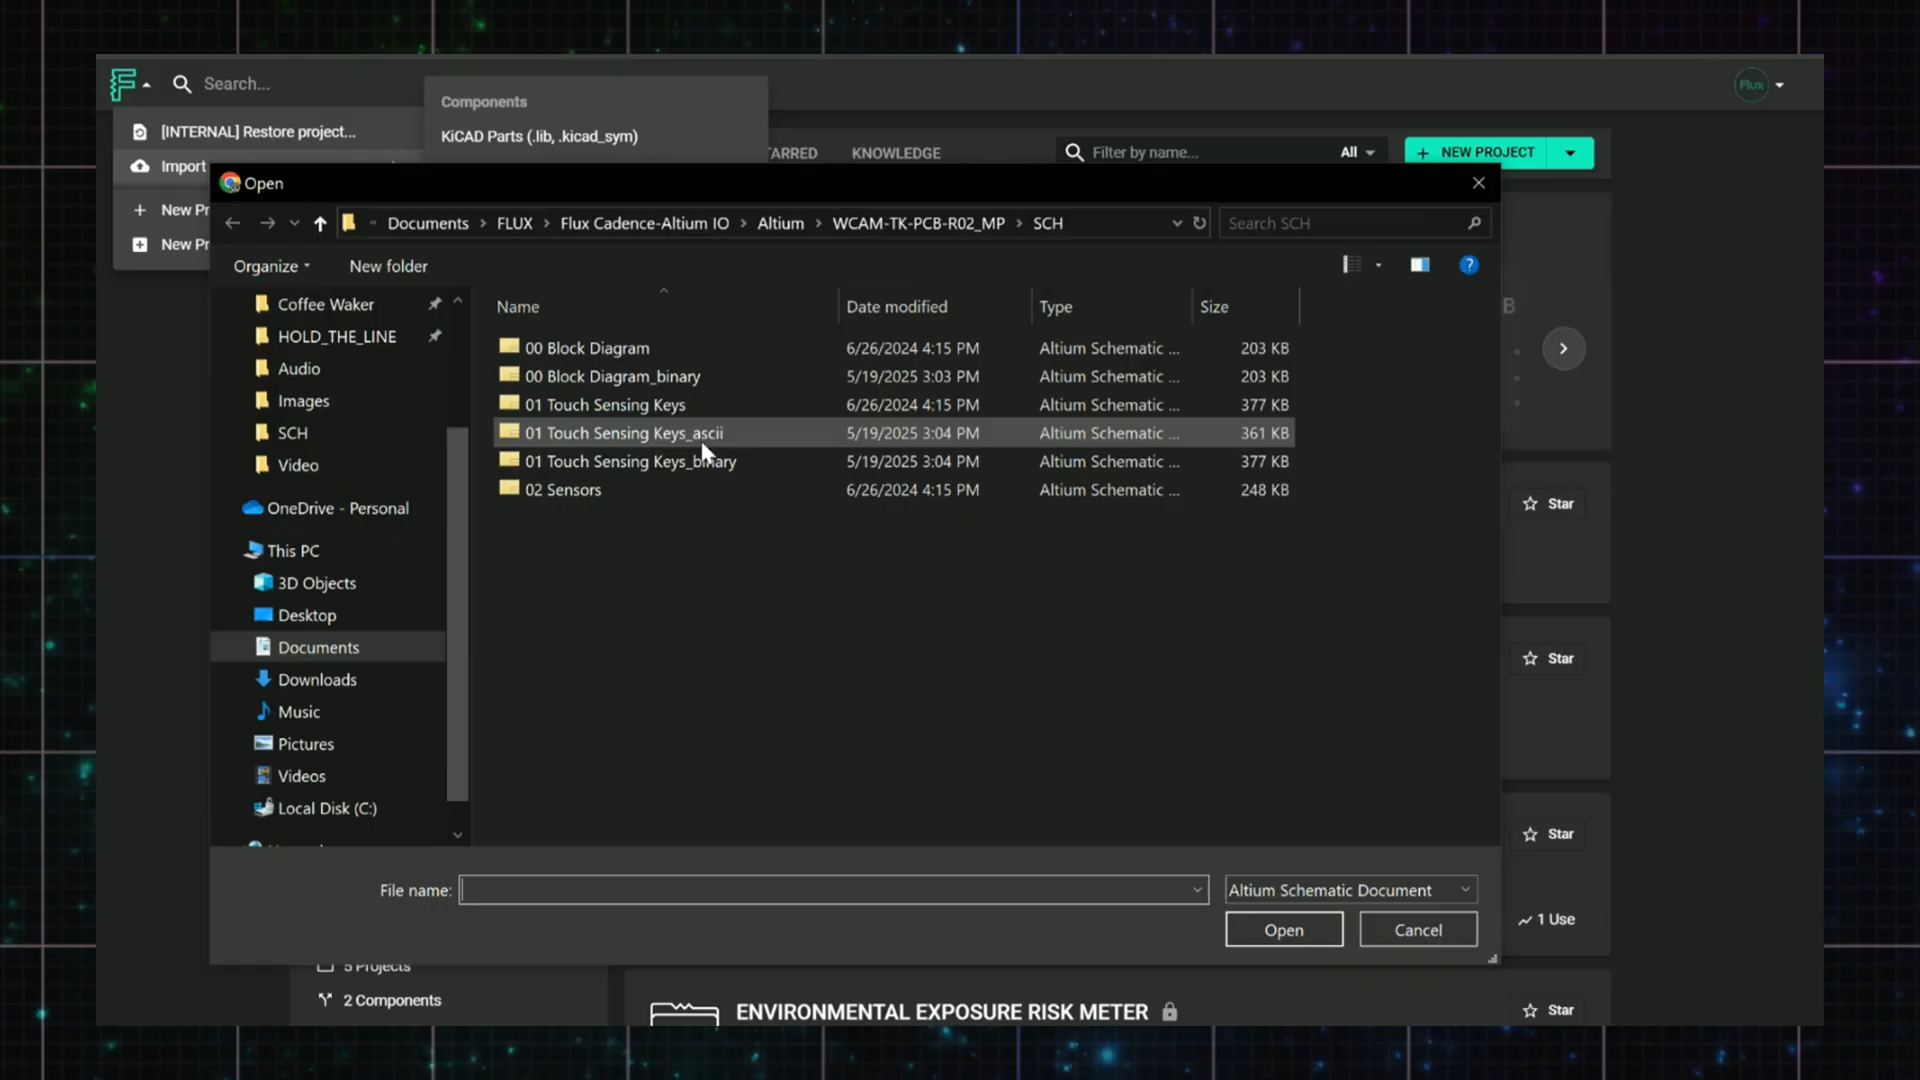 Search...
Flux
Components
[INTERNAL] Restore project...
KiCAD Parts (.lib, .kicad_sym)
Import
TARRED
KNOWLEDGE
Filter by name...
All
+ NEW PROJECT
Open
New Pr
Documents › FLUX › Flux Cadence-Altium IO › Altium › WCAM-TK-PCB-R02_MP › SCH
Search SCH
New Pr
Organize
New folder
Name
Date modified
Type
Size
Coffee Waker
HOLD_THE_LINE
Audio
Images
SCH
Video
OneDrive - Personal
This PC
3D Objects
Desktop
Documents
Downloads
Music
Pictures
Videos
Local Disk (C:)
00 Block Diagram 6/26/2024 4:15 PM Altium Schematic ... 203 KB
00 Block Diagram_binary 5/19/2025 3:03 PM Altium Schematic ... 203 KB
01 Touch Sensing Keys 6/26/2024 4:15 PM Altium Schematic ... 377 KB
01 Touch Sensing Keys_ascii 5/19/2025 3:04 PM Altium Schematic ... 361 KB
01 Touch Sensing Keys_binary 5/19/2025 3:04 PM Altium Schematic ... 377 KB
02 Sensors 6/26/2024 4:15 PM Altium Schematic ... 248 KB
B
Star
Star
Star
File name:
Altium Schematic Document
Open
Cancel
1 Use
5 Projects
2 Components
ENVIRONMENTAL EXPOSURE RISK METER
Star